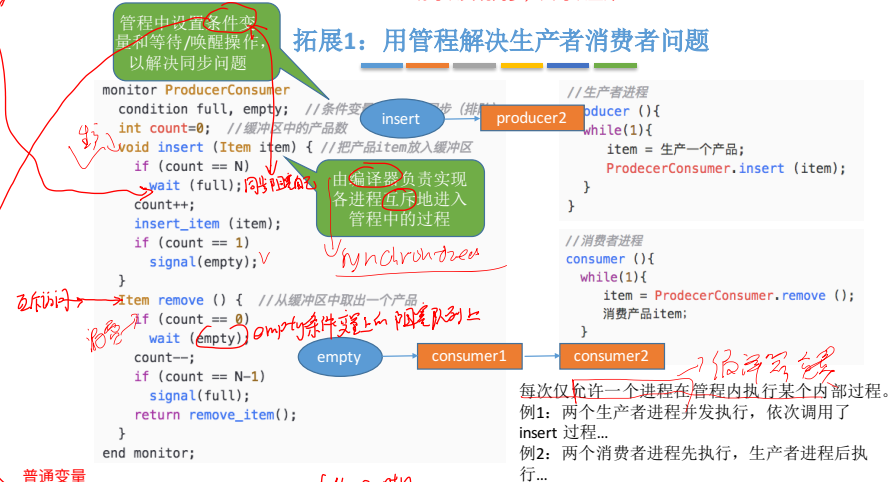 管程中设置条件变
量和等待/唤醒操作，
以解决同步问题
拓展1：用管程解决生产者消费者问题
monitor ProducerConsumer
condition full, empty; //条件变
步（排队）
int count=0; //缓冲区中的产品数
void insert (Item item) { //把产品item放入缓冲区
if (count == N)
wait (full);
count++;
insert_item (item);
if (count == 1)
signal(empty);
}
Item remove () { //从缓冲区中取出一个产品
if (count == 0)
wait (empty);
count--;
if (count == N-1)
signal(full);
return remove_item();
}
end monitor;
insert
producer2
由编译器负责实现
各进程互斥地进入
管程中的过程
synchronized
互斥访问
empty条件变量上的阻塞队列上
empty
consumer1
consumer2
//生产者进程
oducer (){
while(1){
item = 生产一个产品;
ProdecerConsumer.insert (item);
}
}
//消费者进程
consumer (){
while(1){
item = ProdecerConsumer.remove ();
消费产品item;
}
每次仅允许一个进程在管程内执行某个内部过程。
例1：两个生产者进程并发执行，依次调用了
insert 过程...
例2：两个消费者进程先执行，生产者进程后执
行...
普通变量